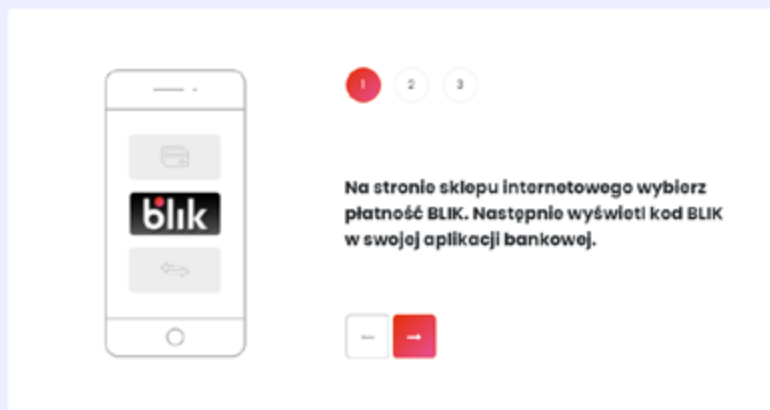 1 2 3
blik
Na stronie sklepu internetowego wybierz
płatność BLIK. Następnie wyświetl kod BLIK
w swojej aplikacji bankowej.